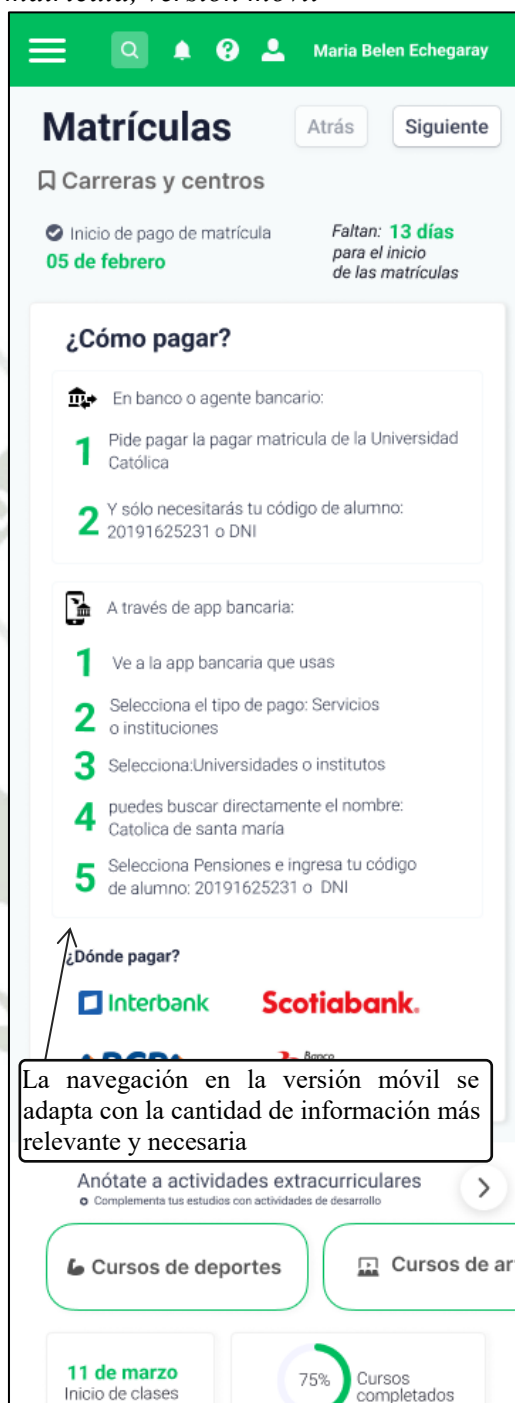 matrícula, versión móvil
Maria Belen Echegaray
Matrículas
Atrás
Siguiente
Carreras y centros
Inicio de pago de matrícula
05 de febrero
Faltan: 13 días
para el inicio
de las matrículas
¿Cómo pagar?
En banco o agente bancario:
1 Pide pagar la pagar matricula de la Universidad
Católica
2 Y sólo necesitarás tu código de alumno:
20191625231 o DNI
A través de app bancaria:
1 Ve a la app bancaria que usas
2 Selecciona el tipo de pago: Servicios
o instituciones
3 Selecciona:Universidades o institutos
4 puedes buscar directamente el nombre:
Catolica de santa maría
5 Selecciona Pensiones e ingresa tu código
de alumno: 20191625231 o DNI
¿Dónde pagar?
Interbank
Scotiabank.
Banco
La navegación en la versión móvil se
adapta con la cantidad de información más
relevante y necesaria
Anótate a actividades extracurriculares
Complementa tus estudios con actividades de desarrollo
Cursos de deportes
Cursos de ar
11 de marzo
Inicio de clases
75%
Cursos
completados